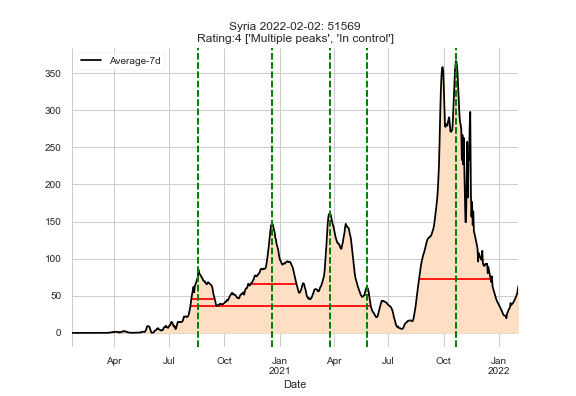 Syria 2022-02-02: 51569
Rating:4 ['Multiple peaks', 'In control']
Average-7d
350
300
250
200
150
100
50
0
Apr
Jul
Oct
Jan
2021
Apr
Jul
Oct
Jan
2022
Date